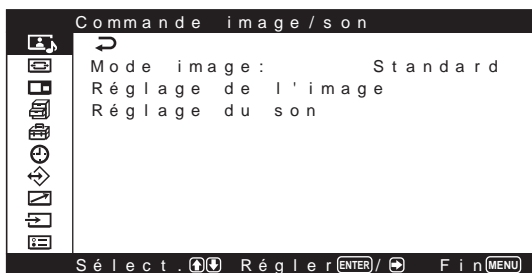 Commande image/son
Mode image: Standard
Réglage de l'image
Réglage du son
Sélect. Régler ENTER / Fin MENU